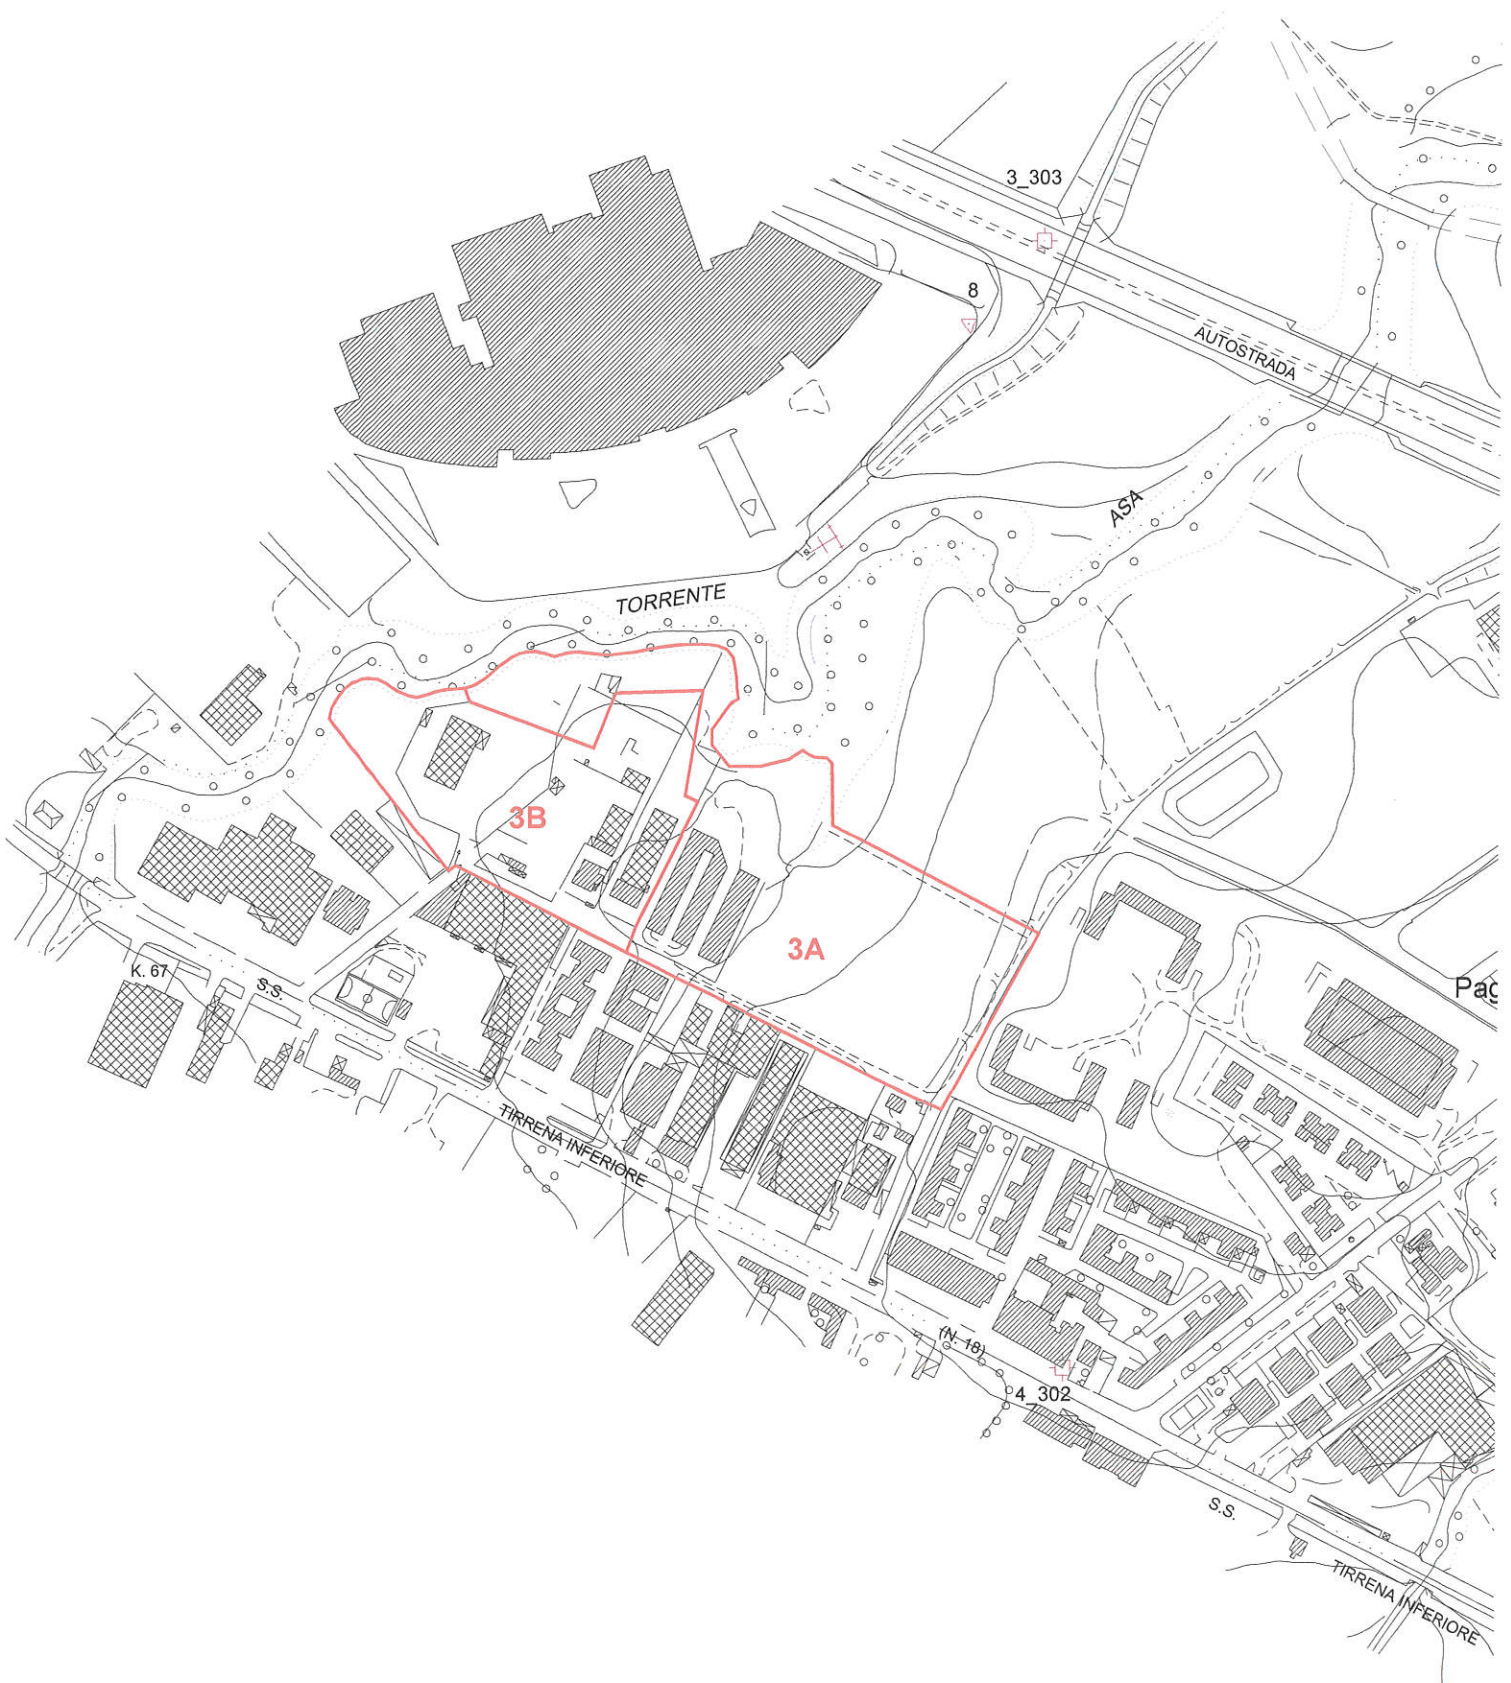 3_303
8
AUTOSTRADA
ASA
TORRENTE
3B
3A
K. 67
S.S.
Pag
TIRRENA INFERIORE
(N. 18)
4_302
S.S.
TIRRENA INFERIORE